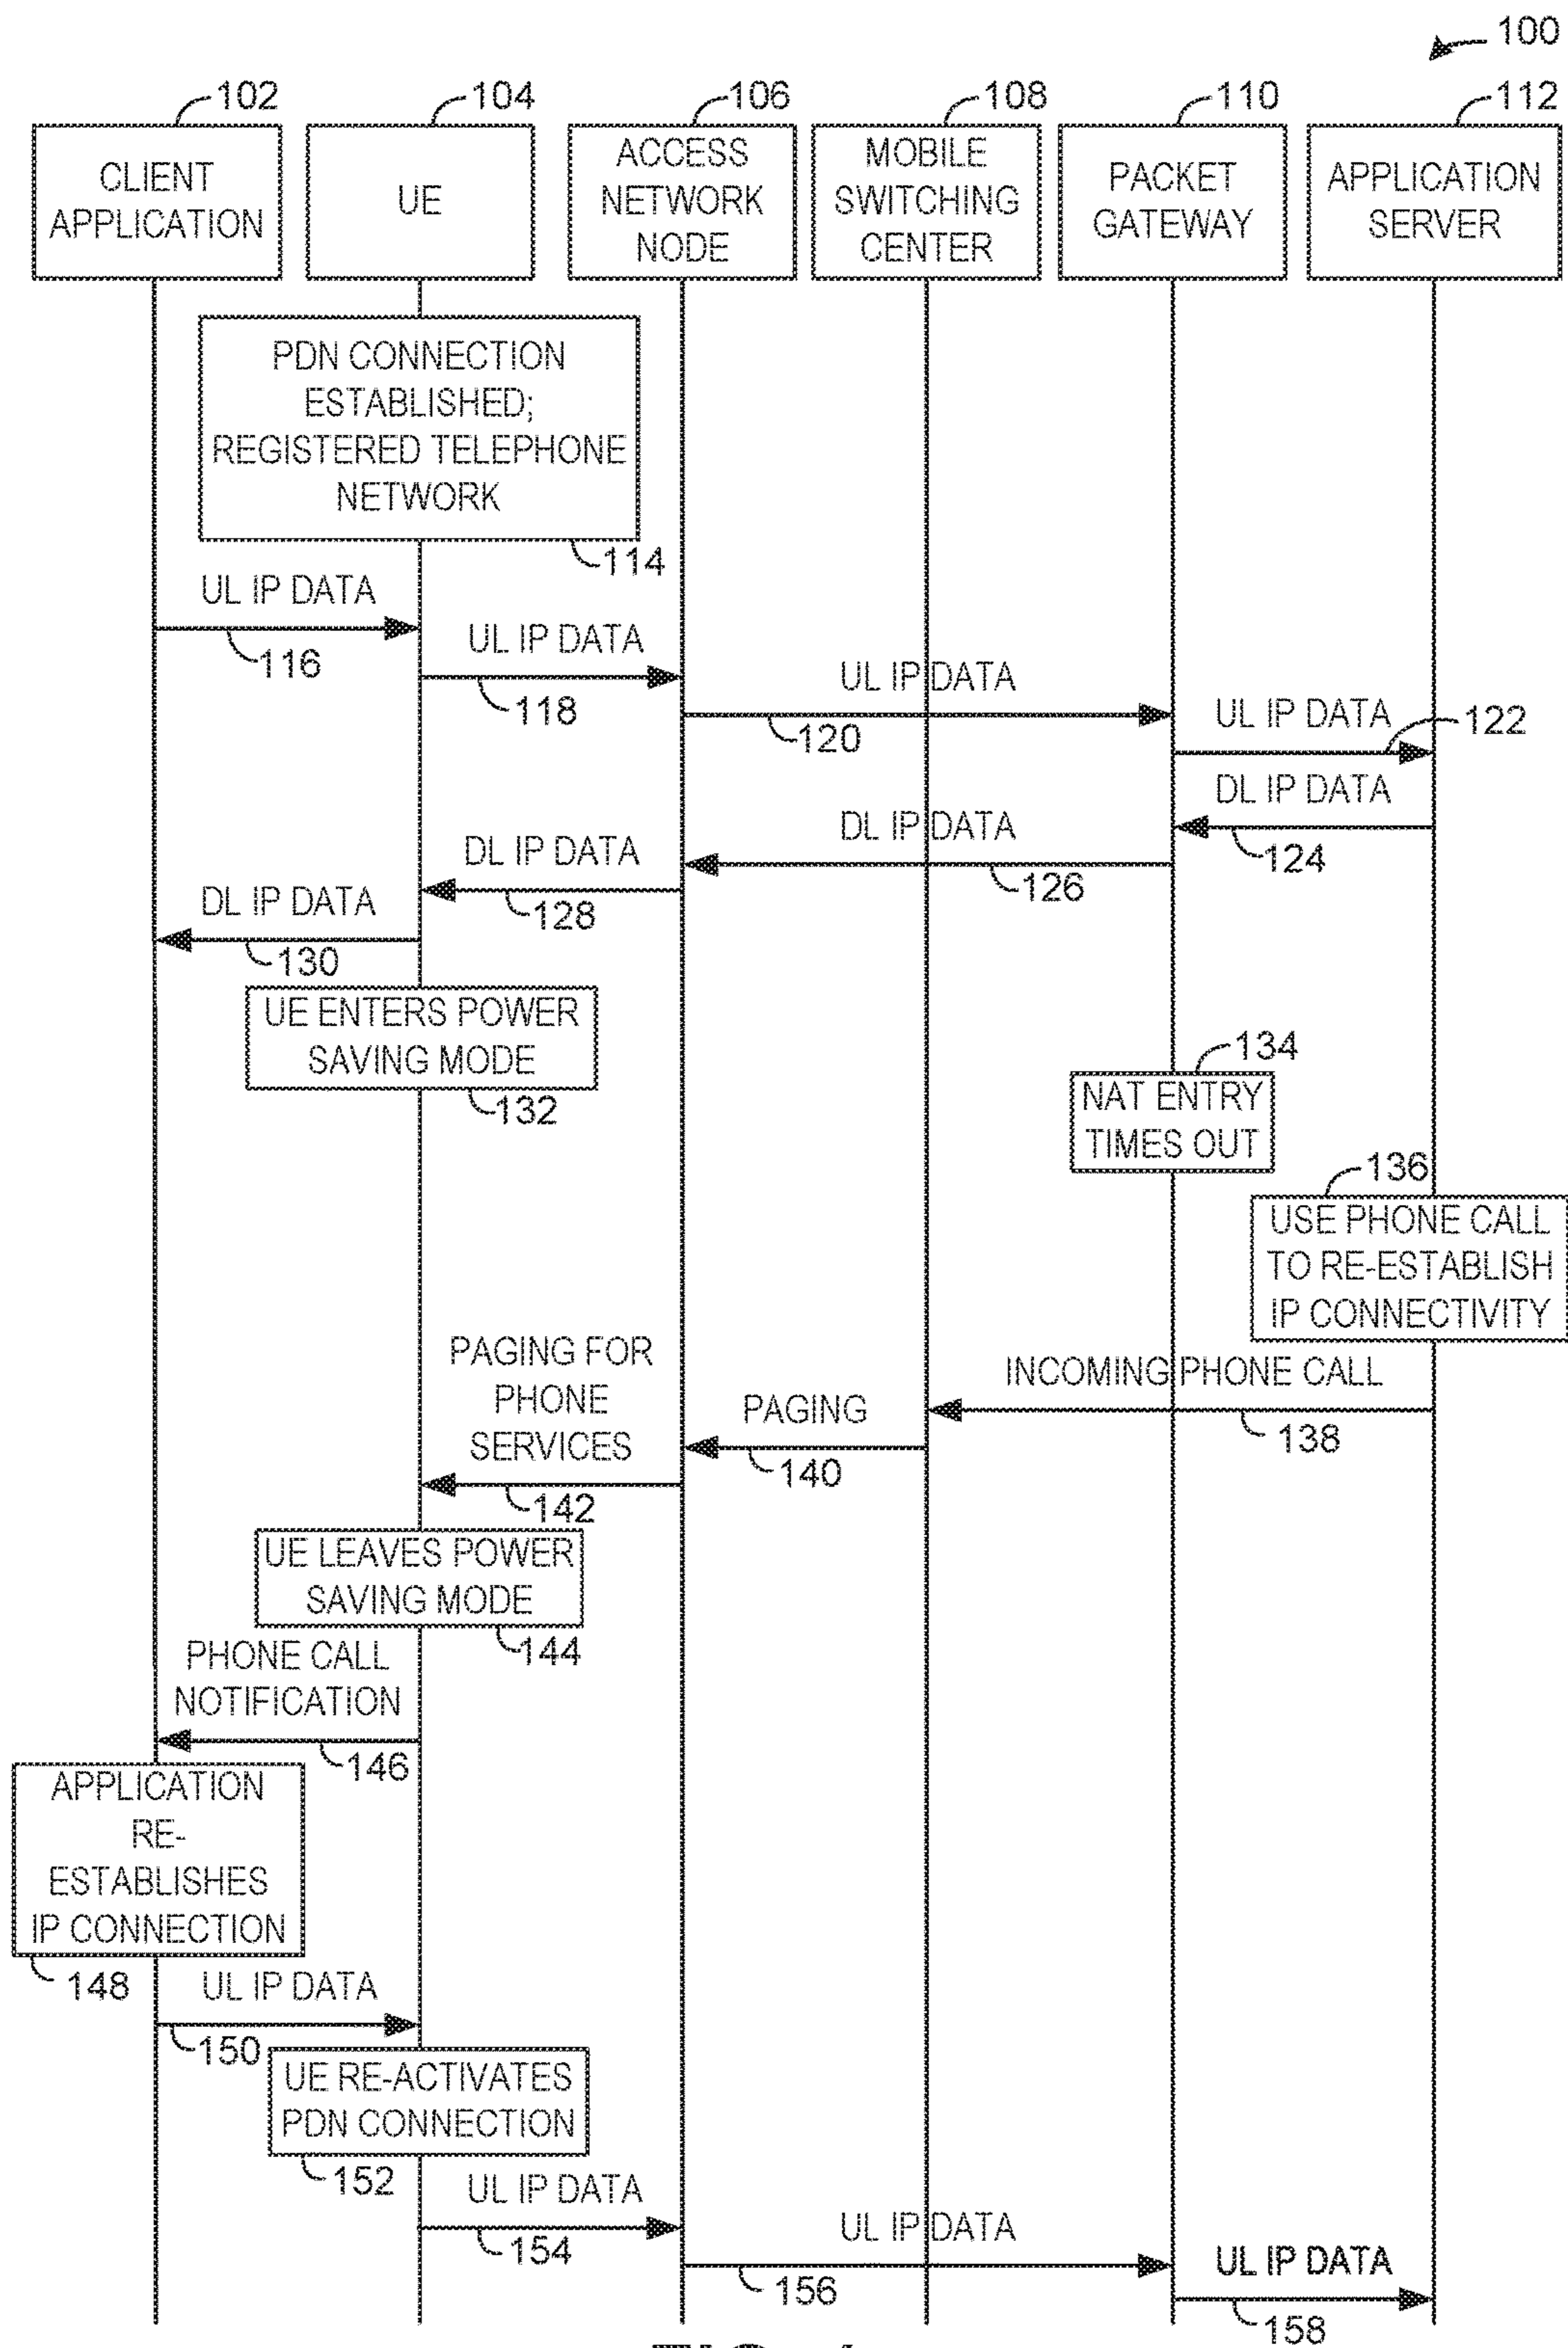 100
102
104
106
108
110
112
CLIENT
APPLICATION
UE
ACCESS
NETWORK
NODE
MOBILE
SWITCHING
CENTER
PACKET
GATEWAY
APPLICATION
SERVER
PDN CONNECTION
ESTABLISHED;
REGISTERED TELEPHONE
NETWORK
114
UL IP DATA
116
UL IP DATA
118
UL IP DATA
120
UL IP DATA
122
DL IP DATA
124
DL IP DATA
126
DL IP DATA
128
DL IP DATA
130
UE ENTERS POWER
SAVING MODE
132
134
NAT ENTRY
TIMES OUT
136
USE PHONE CALL
TO RE-ESTABLISH
IP CONNECTIVITY
INCOMING PHONE CALL
138
PAGING
140
PAGING FOR
PHONE
SERVICES
142
UE LEAVES POWER
SAVING MODE
144
PHONE CALL
NOTIFICATION
146
APPLICATION
RE-
ESTABLISHES
IP CONNECTION
148
UL IP DATA
150
UE RE-ACTIVATES
PDN CONNECTION
152
UL IP DATA
154
UL IP DATA
156
UL IP DATA
158